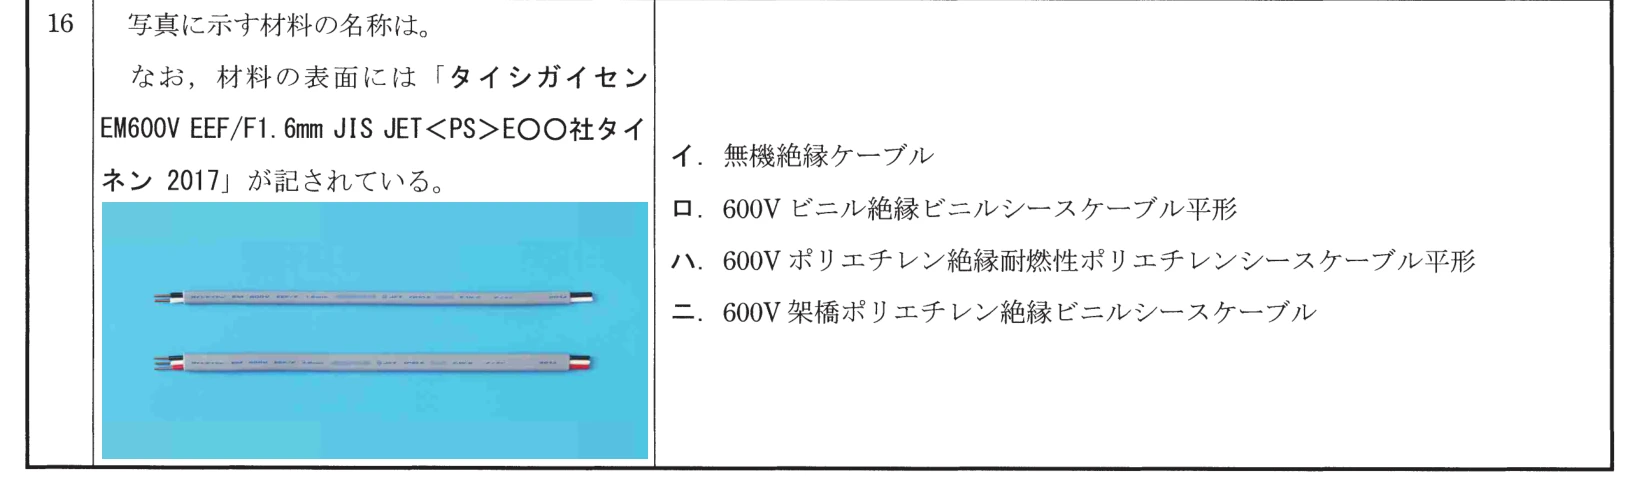 16
写真に示す材料の名称は。
なお，材料の表面には「タイシガイセン
EM600V EEF/F1.6mm JIS JET＜PS＞E〇〇社タイ
ネン 2017」が記されている。
イ．無機絶縁ケーブル
ロ．600V ビニル絶縁ビニルシースケーブル平形
ハ．600V ポリエチレン絶縁耐燃性ポリエチレンシースケーブル平形
ニ．600V 架橋ポリエチレン絶縁ビニルシースケーブル